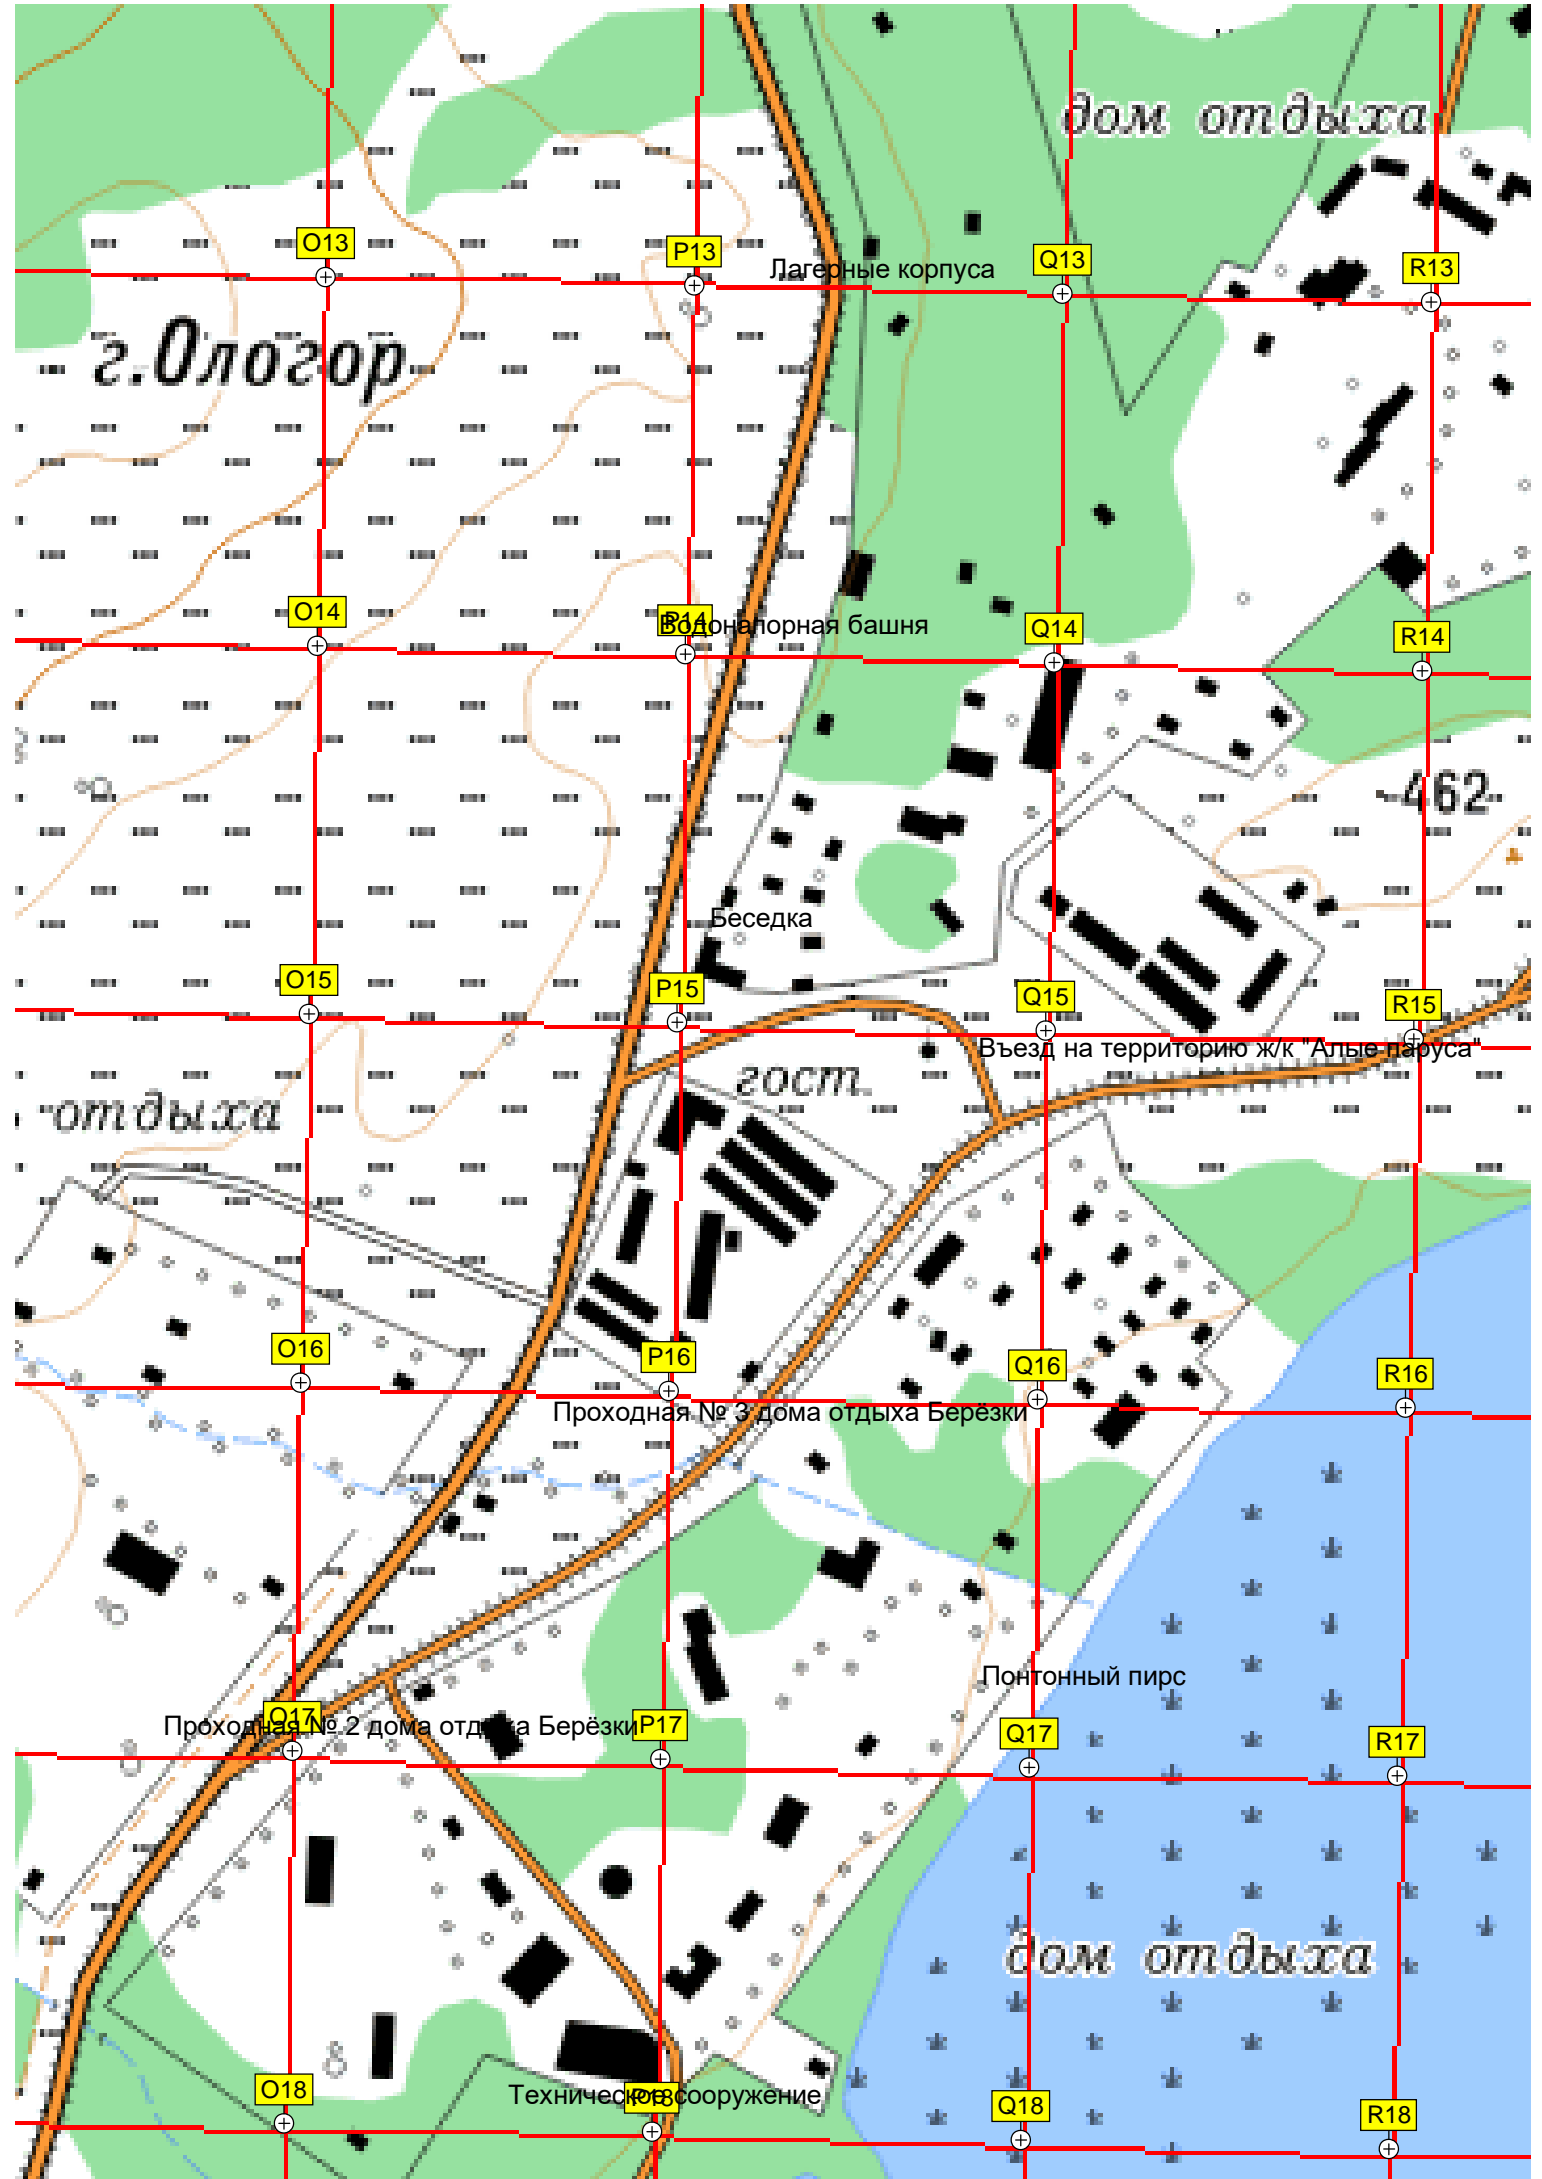 дом отдыха
O13
P13
Лагерные корпуса
Q13
R13
г.Ологор
O14
P14
Водонапорная башня
Q14
R14
462
Беседка
O15
P15
Q15
R15
Въезд на территорию ж/к "Алые паруса"
гост.
отдыха
O16
P16
Q16
R16
Проходная № 3 дома отдыха Берёзки
Понтонный пирс
O17
Проходная № 2 дома отдыха Берёзки
P17
Q17
R17
дом отдыха
O18
Техническое сооружение
P18
Q18
R18